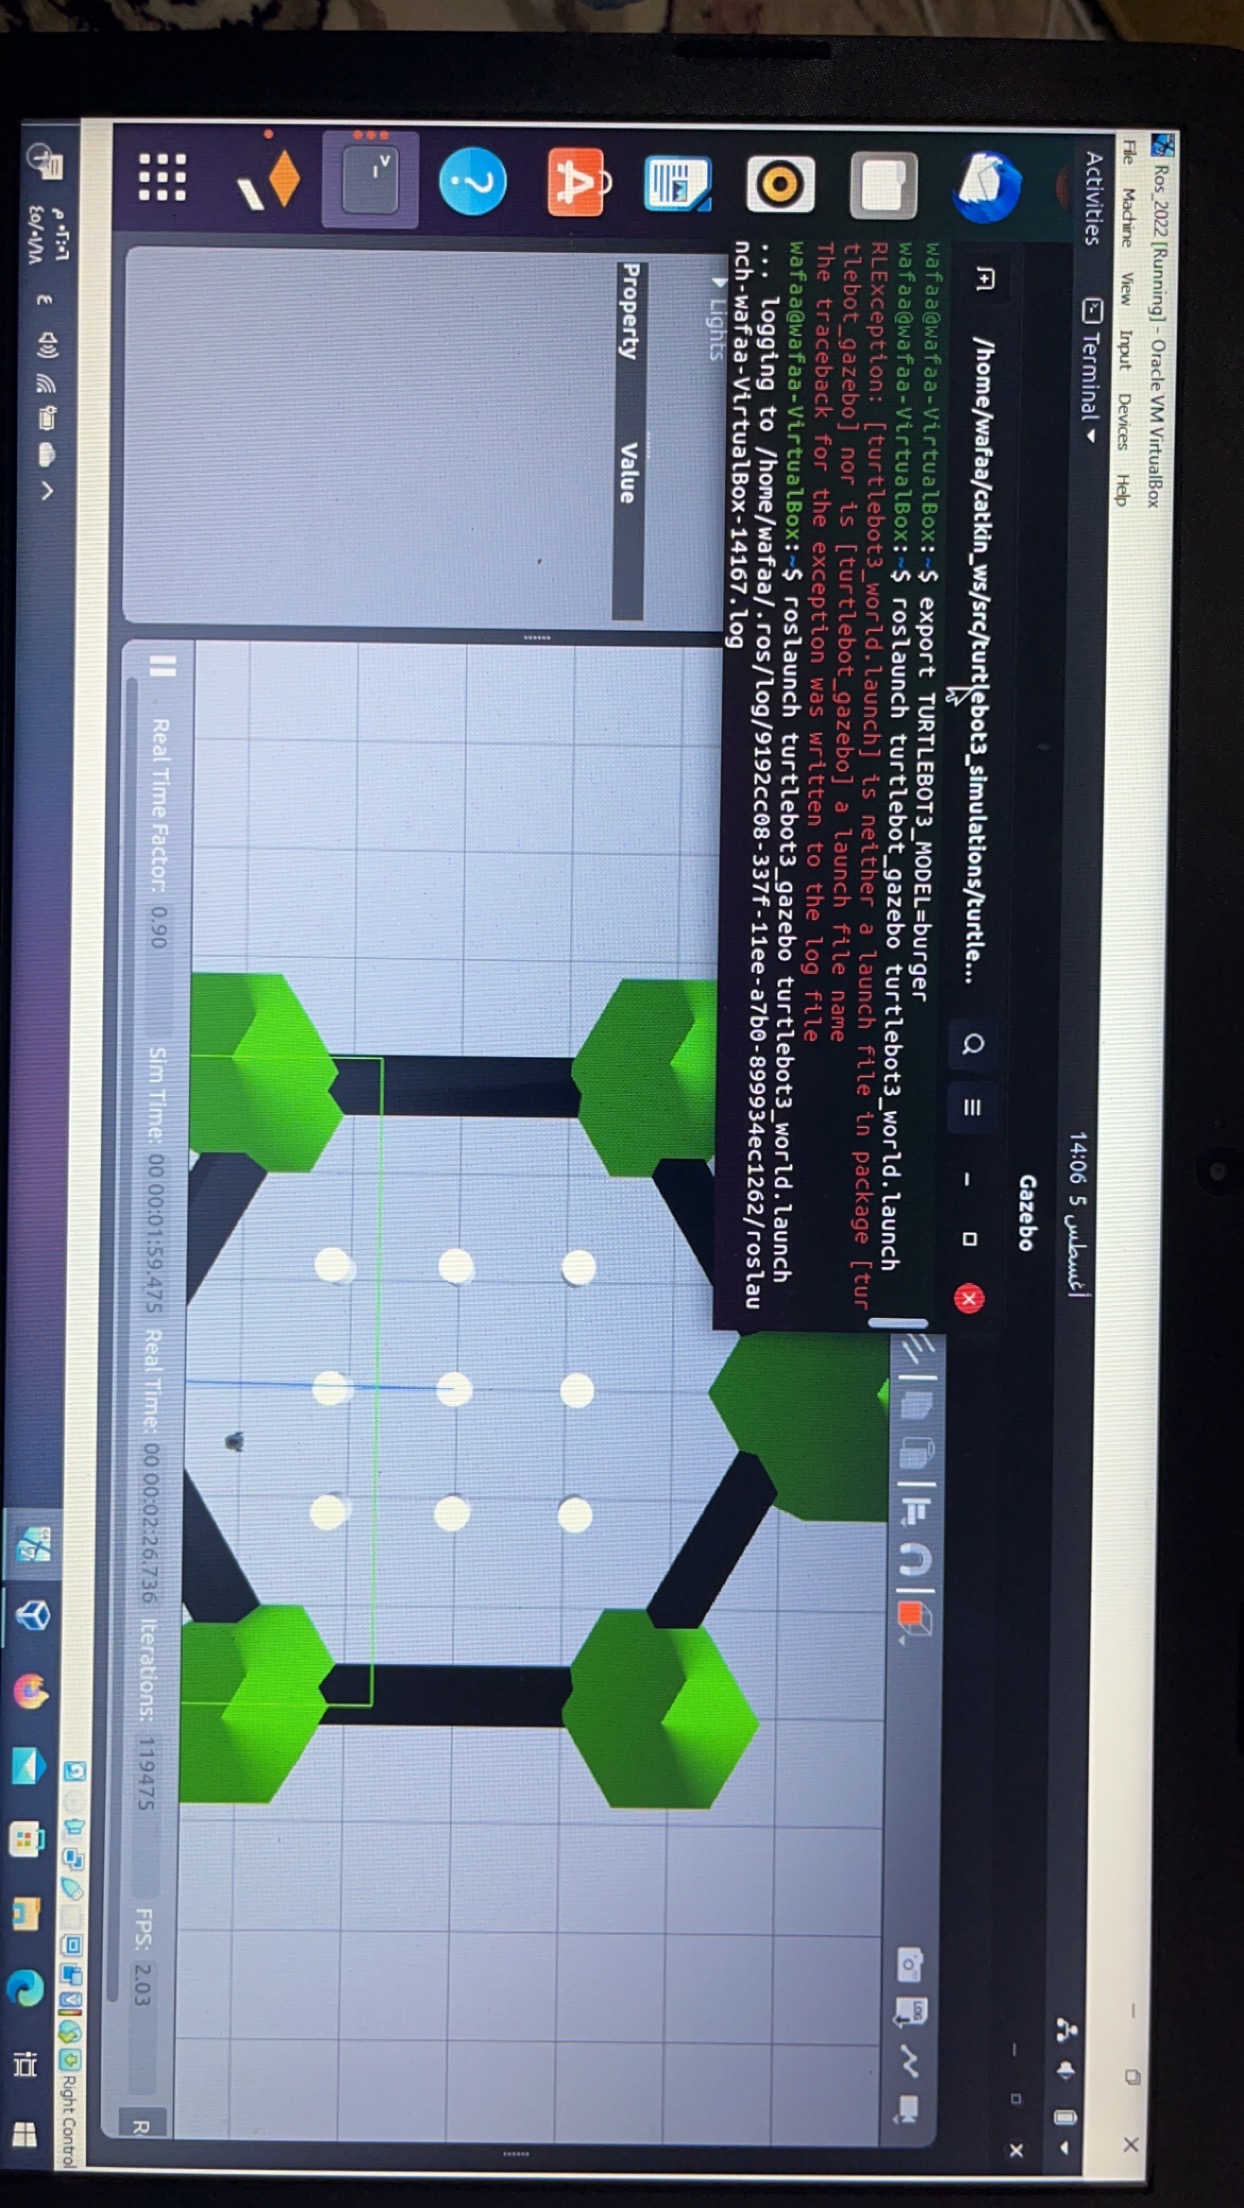 Ros_2022 [Running] - Oracle VM VirtualBox
File Machine View Input Devices Help
Activities
Terminal
14:06 5 أغسطس
Gazebo
/home/wafaa/catkin_ws/src/turtlebot3_simulations/turtle...
wafaa@wafaa-VirtualBox:~$ export TURTLEBOT3_MODEL=burger
wafaa@wafaa-VirtualBox:~$ roslaunch turtlebot_gazebo turtlebot3_world.launch
RLException: [turtlebot3_world.launch] is neither a launch file in package [tur
tlebot_gazebo] nor is [turtlebot_gazebo] a launch file name
The traceback for the exception was written to the log file
wafaa@wafaa-VirtualBox:~$ roslaunch turtlebot3_gazebo turtlebot3_world.launch
... logging to /home/wafaa/.ros/log/9192cc08-337f-11ee-a7b0-899934ec1262/roslau
nch-wafaa-VirtualBox-14167.log
Lights
Property Value
LOG
Real Time Factor: 0.90 Sim Time: 00 00:01:59.475 Real Time: 00 00:02:26.736 Iterations: 119475 FPS: 2.03 R
Right Control
ع
٠٢:٠٦ م